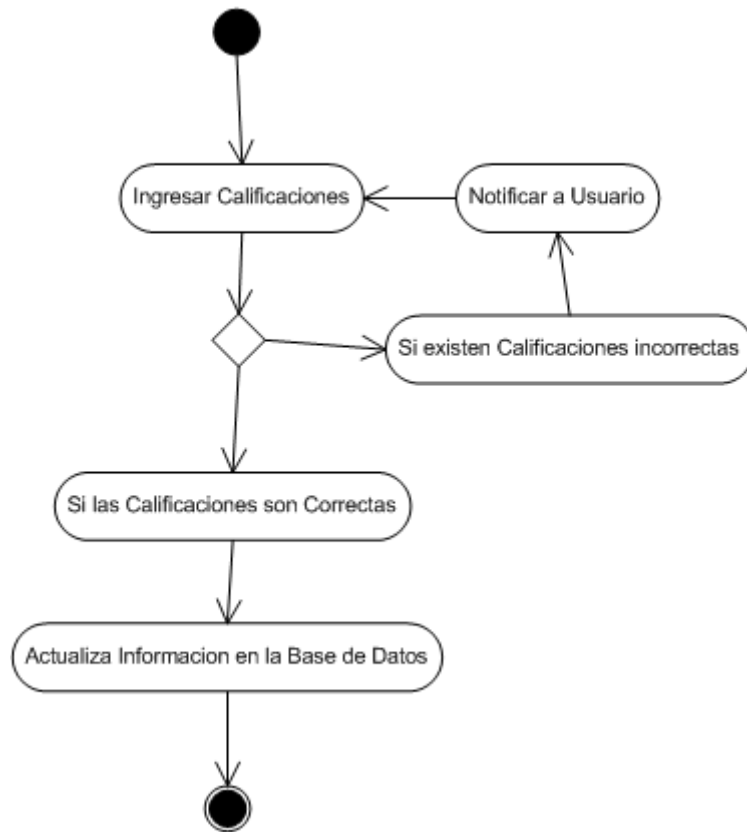 Ingresar Calificaciones
Notificar a Usuario
Si existen Calificaciones incorrectas
Si las Calificaciones son Correctas
Actualiza Informacion en la Base de Datos